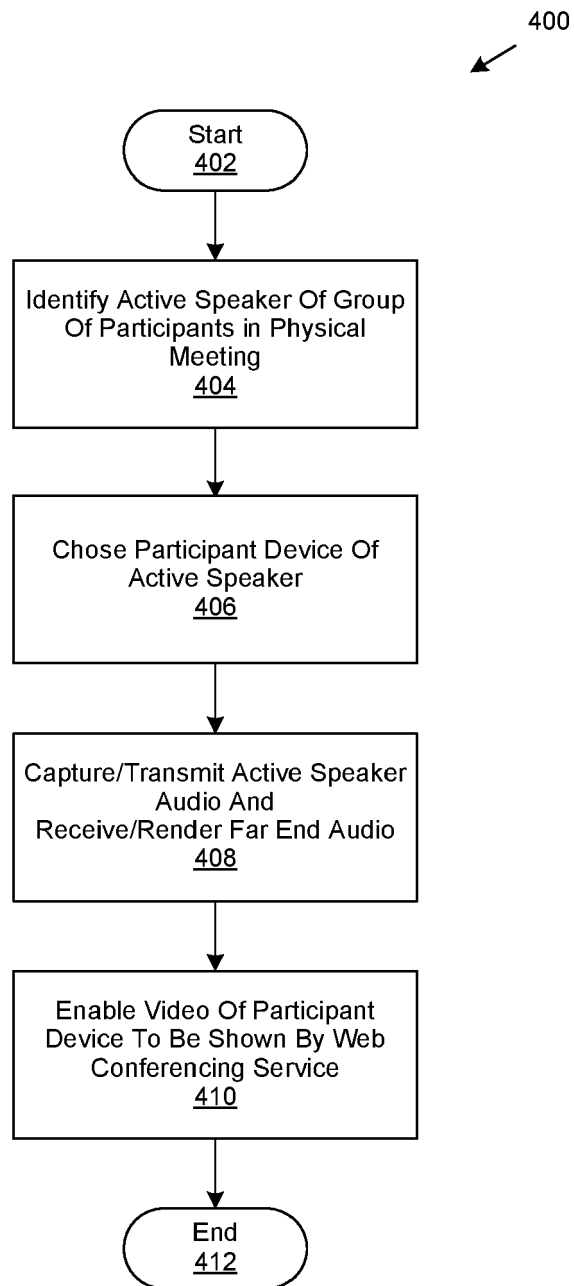 400
Start
402
Identify Active Speaker Of Group
Of Participants in Physical
Meeting
404
Chose Participant Device Of
Active Speaker
406
Capture/Transmit Active Speaker
Audio And
Receive/Render Far End Audio
408
Enable Video Of Participant
Device To Be Shown By Web
Conferencing Service
410
End
412